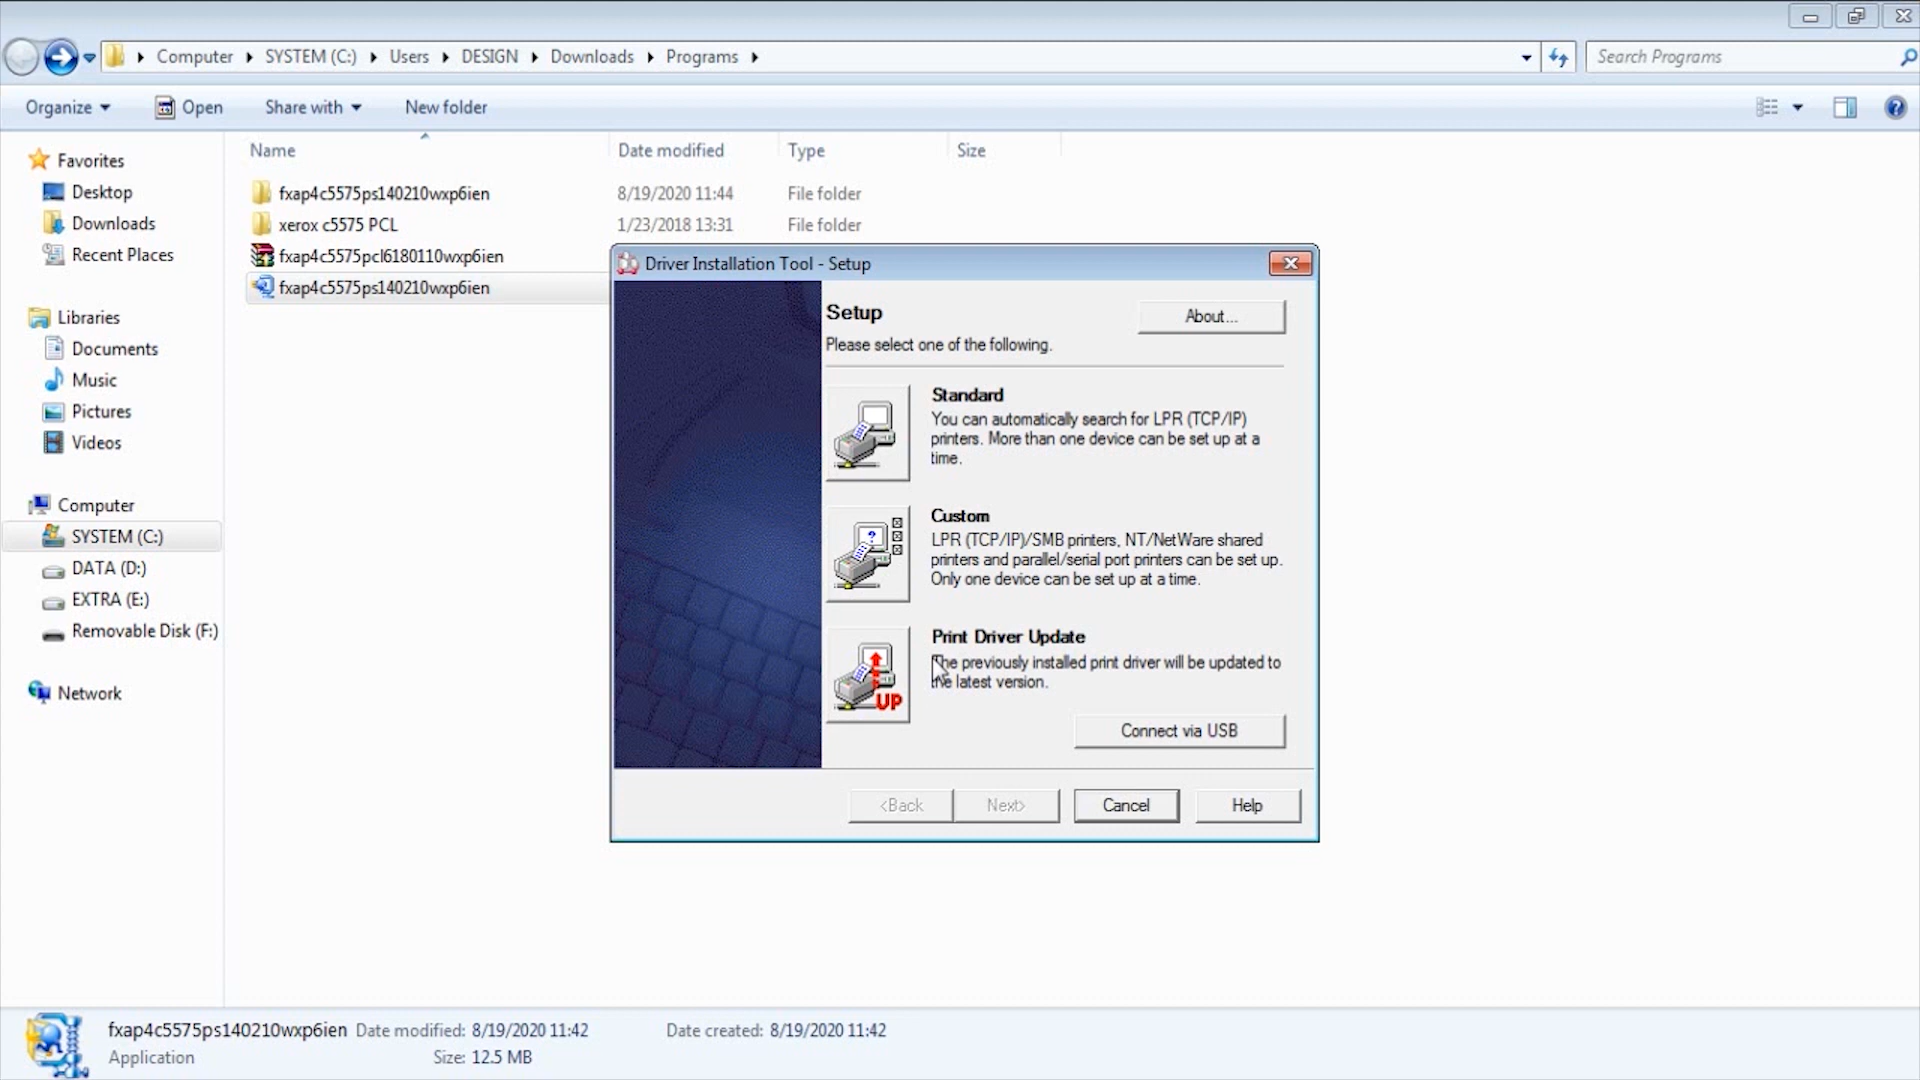 Computer
SYSTEM (C:)
Users
DESIGN
Downloads
Programs
Search Programs
Organize
Open
Share with
New folder
Favorites
Desktop
Downloads
Recent Places
Libraries
Documents
Music
Pictures
Videos
Computer
SYSTEM (C:)
DATA (D:)
EXTRA (E:)
Removable Disk (F:)
Network
Name
Date modified
Type
Size
fxap4c5575ps140210wxp6ien
8/19/2020 11:44
File folder
xerox c5575 PCL
1/23/2018 13:31
File folder
fxap4c5575pcl6180110wxp6ien
fxap4c5575ps140210wxp6ien
Driver Installation Tool - Setup
Setup
About...
Please select one of the following.
Standard
You can automatically search for LPR (TCP/IP)
printers. More than one device can be set up at a
time.
Custom
LPR (TCP/IP)/SMB printers, NT/NetWare shared
printers and parallel/serial port printers can be set up.
Only one device can be set up at a time.
UP
Print Driver Update
The previously installed print driver will be updated to
the latest version.
Connect via USB
<Back
Next>
Cancel
Help
fxap4c5575ps140210wxp6ien
Date modified: 8/19/2020 11:42
Date created: 8/19/2020 11:42
Application
Size: 12.5 MB